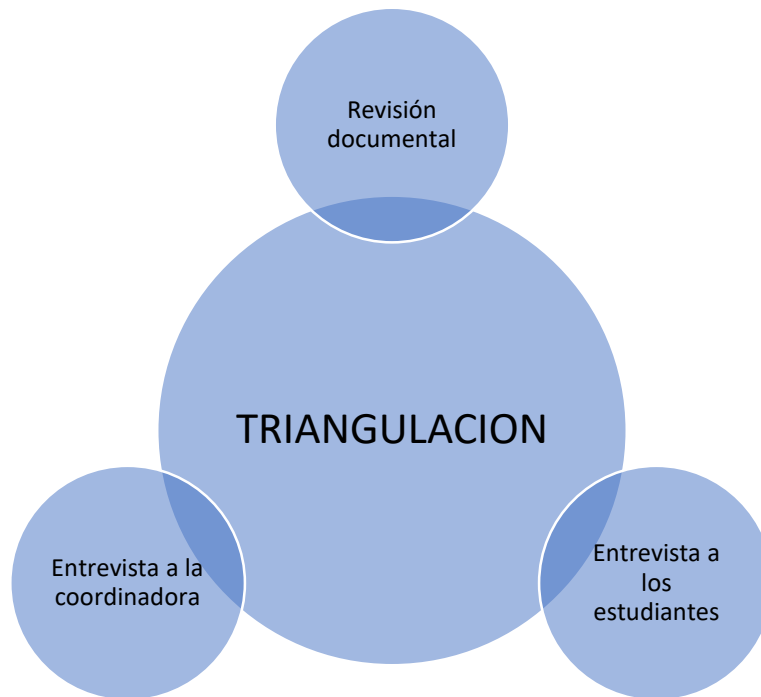 Revisión
documental
TRIANGULACION
Entrevista a la
coordinadora
Entrevista a
los
estudiantes